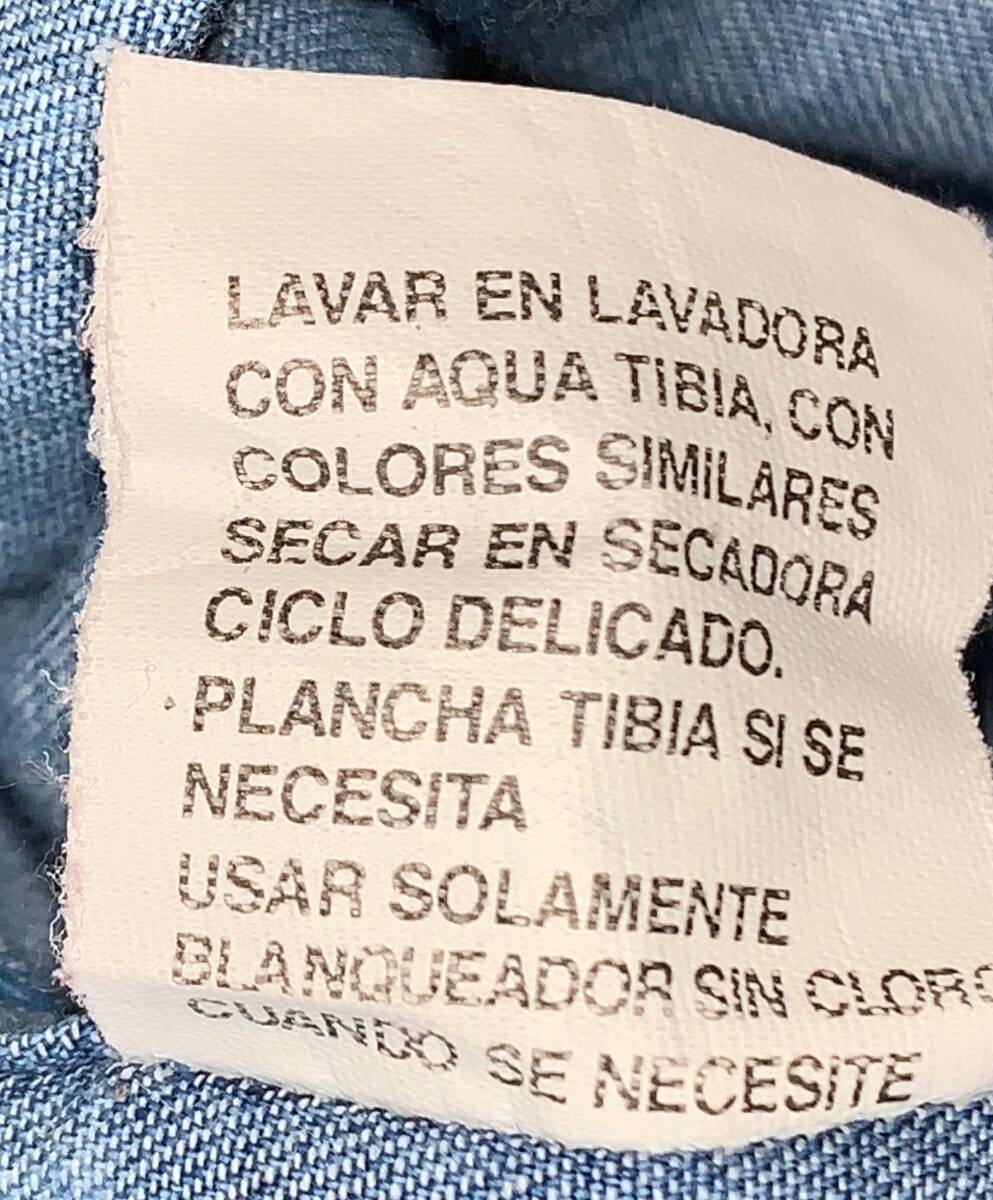 LAVAR EN LAVADORA
CON AQUA TIBIA, CON
COLORES SIMILARES
SECAR EN SECADORA
CICLO DELICADO.
PLANCHA TIBIA SI SE
NECESITA
USAR SOLAMENTE
BLANQUEADOR SIN CLORO
CUANDO SE NECESITE